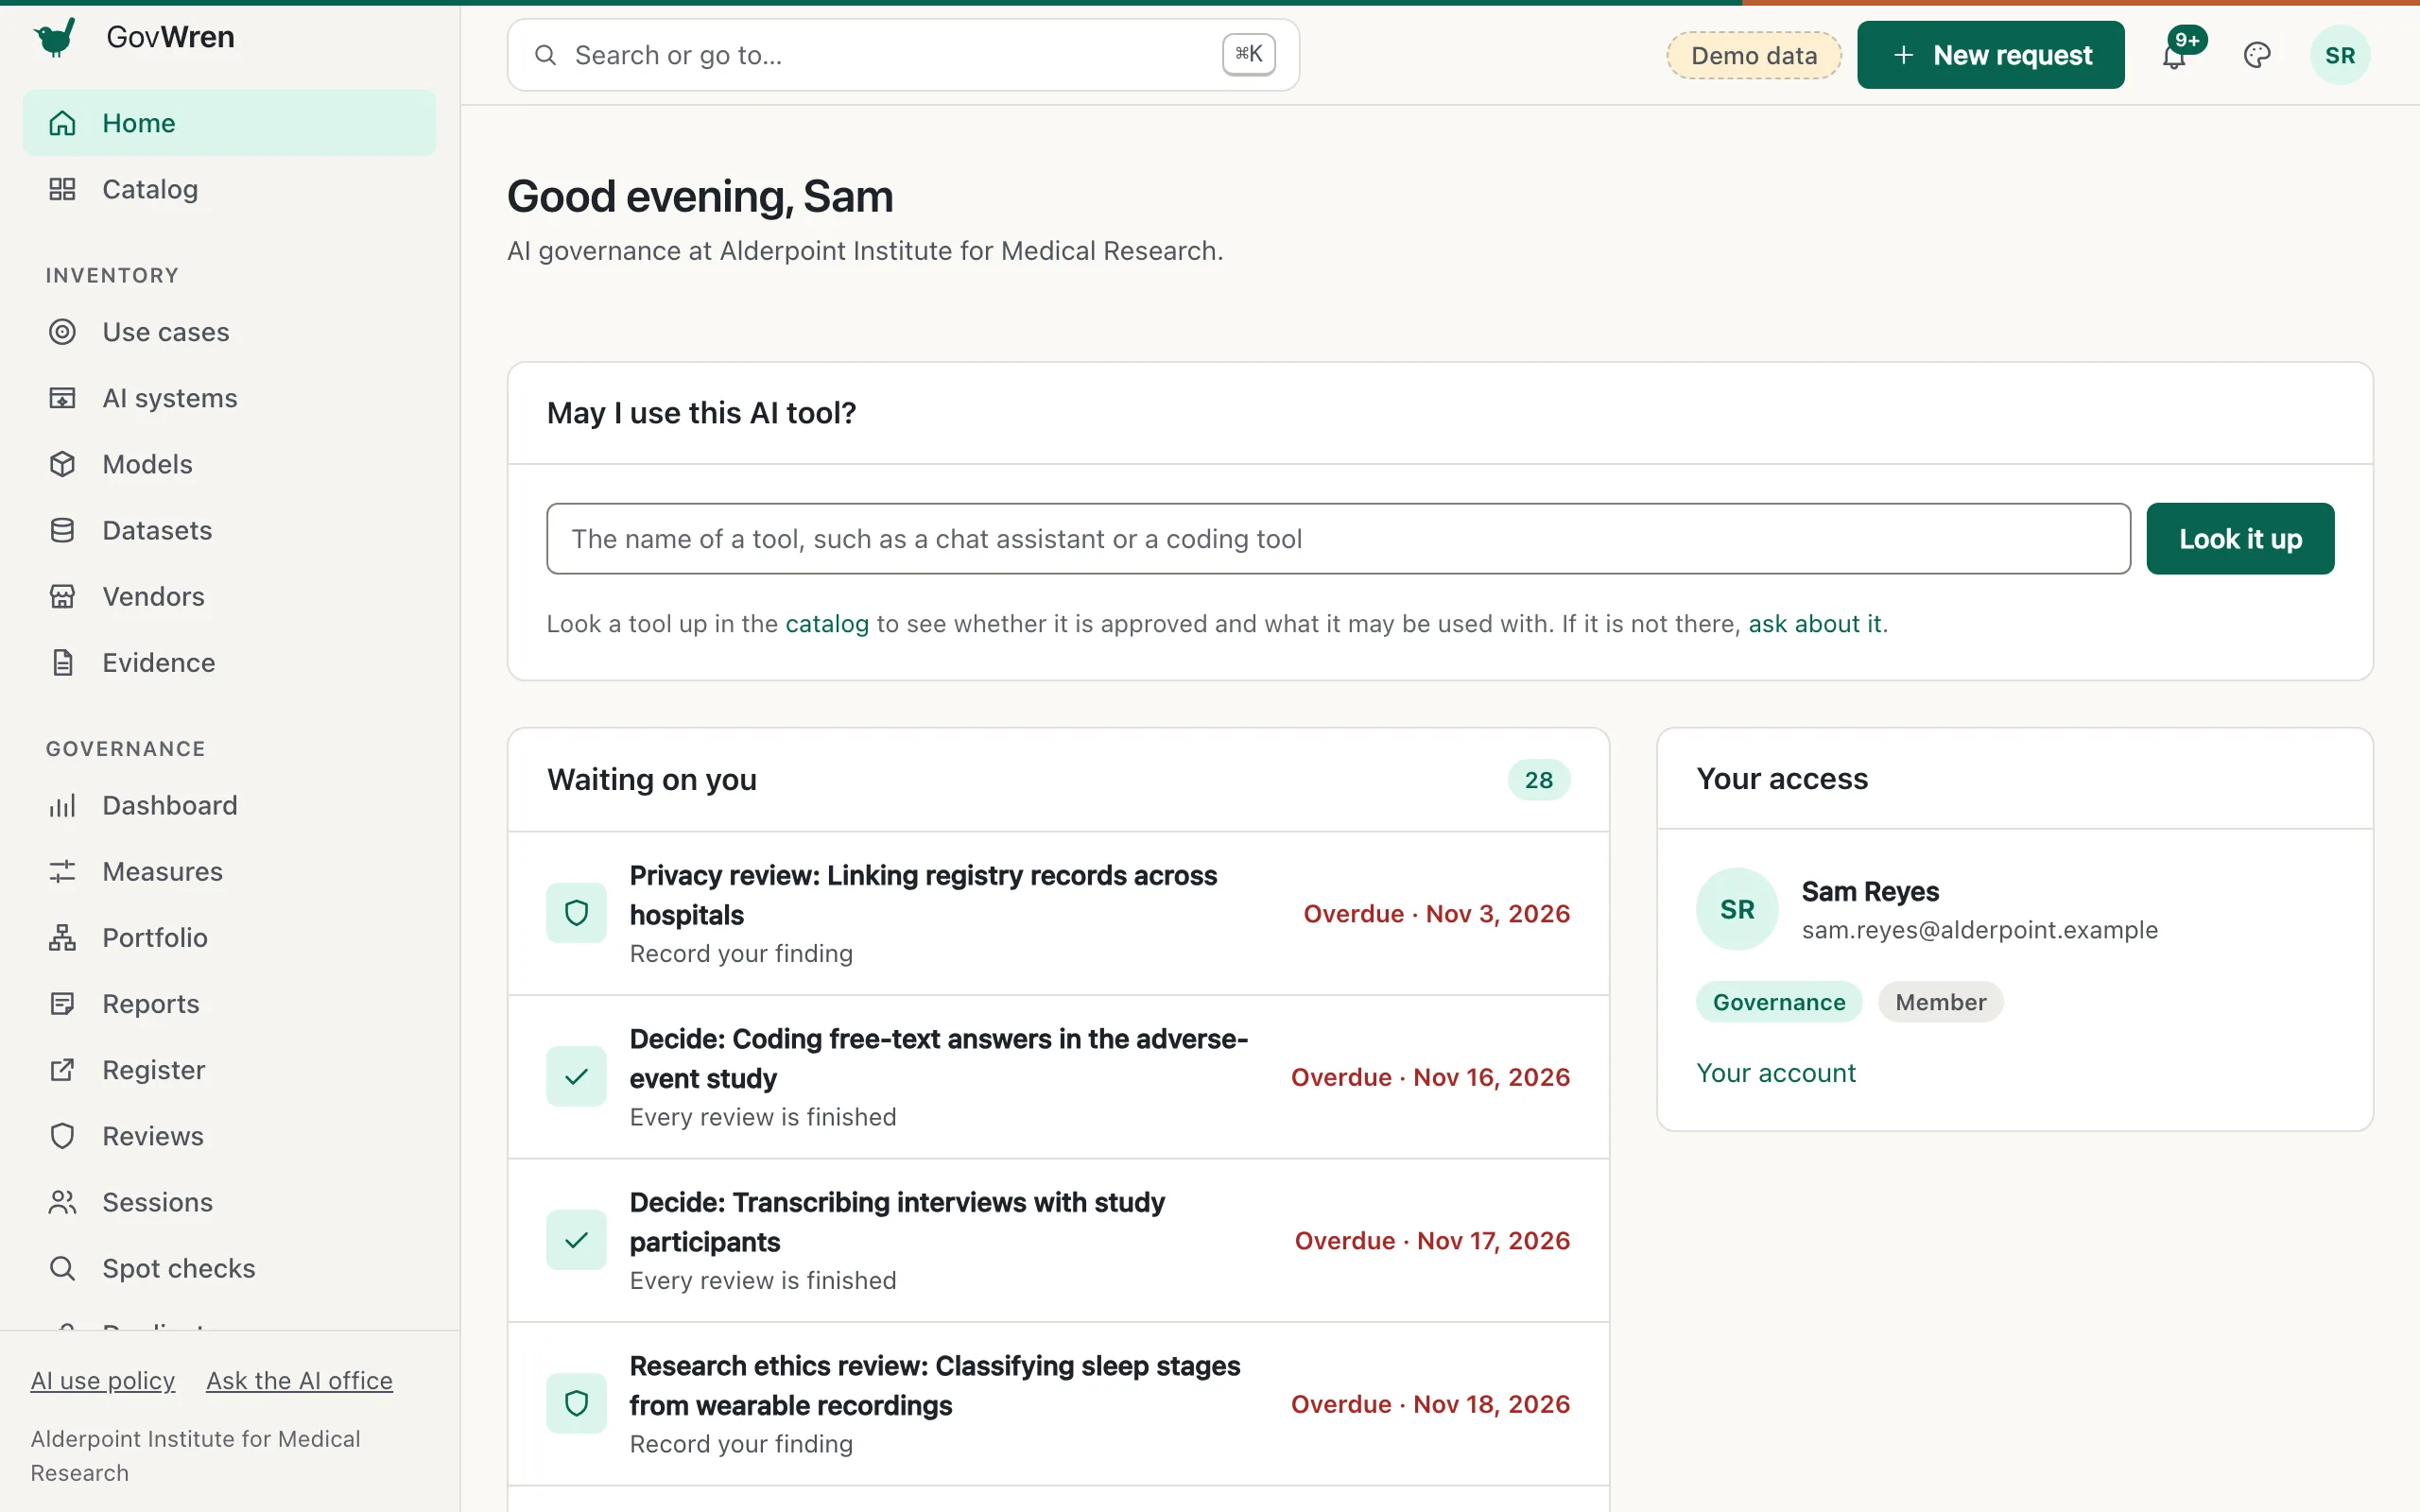 GovWren
Search or go to...
⌘K
Demo data
+ New request
9+
SR
Home
Catalog
INVENTORY
Use cases
AI systems
Models
Datasets
Vendors
Evidence
GOVERNANCE
Dashboard
Measures
Portfolio
Reports
Register
Reviews
Sessions
Spot checks
AI use policy
Ask the AI office
Alderpoint Institute for Medical
Research
Good evening, Sam
AI governance at Alderpoint Institute for Medical Research.
May I use this AI tool?
The name of a tool, such as a chat assistant or a coding tool
Look it up
Look a tool up in the catalog to see whether it is approved and what it may be used with. If it is not there, ask about it.
Waiting on you
28
Privacy review: Linking registry records across
hospitals
Record your finding
Overdue · Nov 3, 2026
Decide: Coding free-text answers in the adverse-
event study
Every review is finished
Overdue · Nov 16, 2026
Decide: Transcribing interviews with study
participants
Every review is finished
Overdue · Nov 17, 2026
Research ethics review: Classifying sleep stages
from wearable recordings
Record your finding
Overdue · Nov 18, 2026
Your access
SR
Sam Reyes
sam.reyes@alderpoint.example
Governance
Member
Your account